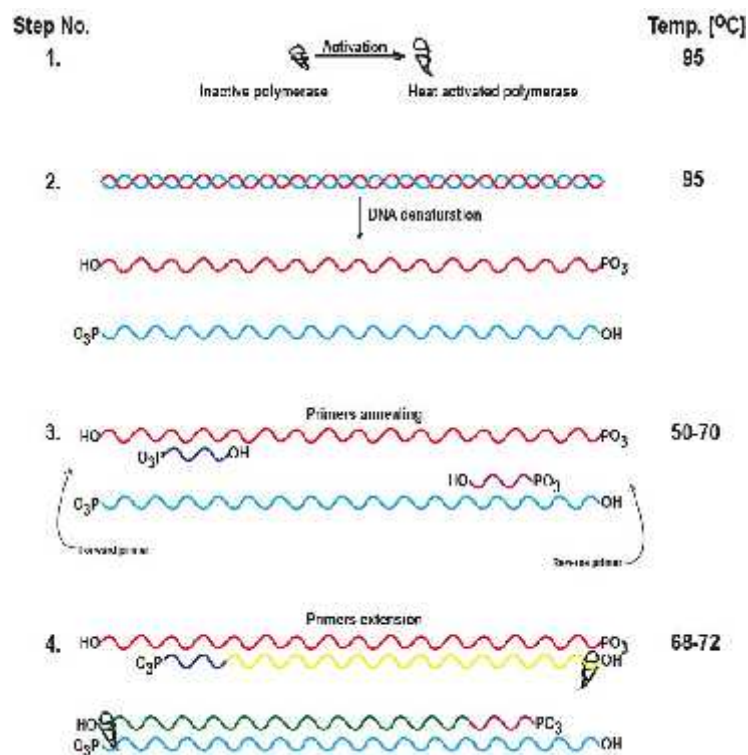 Step No.
Temp. [⁰C]
1.
Activation
95
Inactive polymerase
Heat activated polymerase
2.
95
DNA denaturation
HO
PO3
O3P
OH
Primers annealing
3.
HO
PO3
50-70
O3P
OH
HO
PO3
O3P
OH
Forward primer
Reverse primer
Primers extension
4.
HO
PO3
68-72
O3P
OH
HO
PO3
O3P
OH